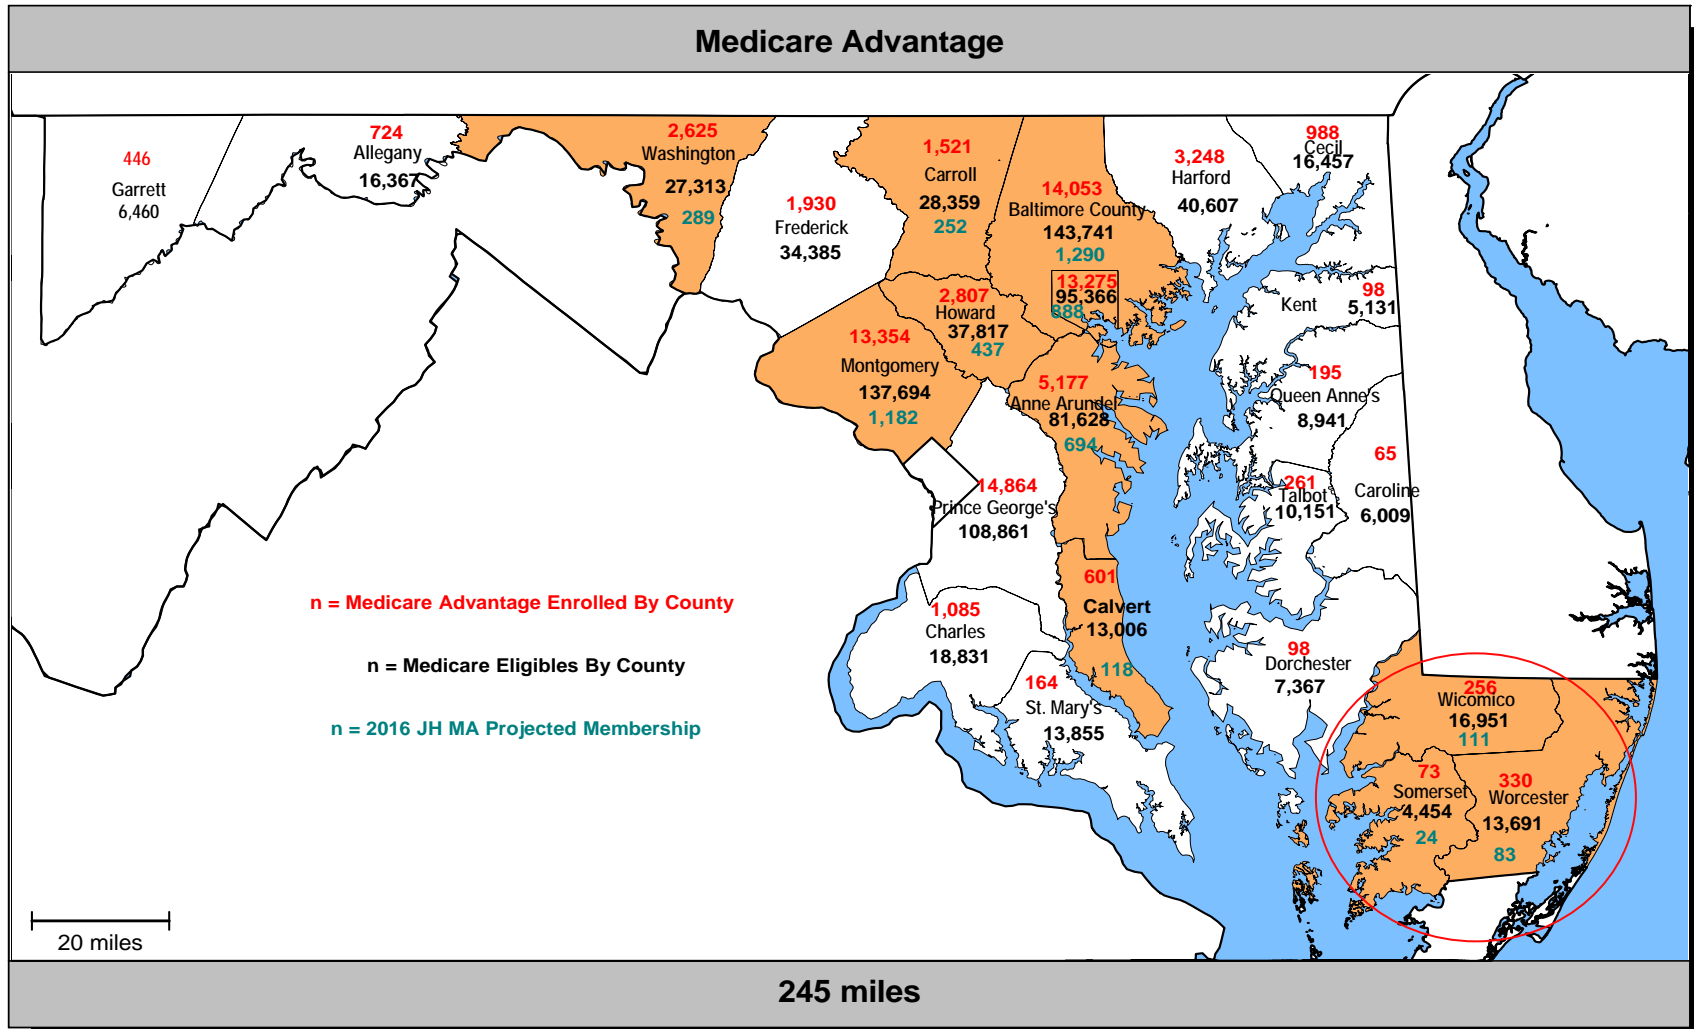 Medicare Advantage
446
Garrett
6,460
724
Allegany
16,367
2,625
Washington
27,313
289
1,930
Frederick
34,385
1,521
Carroll
28,359
252
14,053
Baltimore County
143,741
1,290
13,275
95,366
888
3,248
Harford
40,607
988
Cecil
16,457
2,807
Howard
37,817
437
13,354
Montgomery
137,694
1,182
5,177
Anne Arundel
81,628
694
98
Kent
5,131
195
Queen Anne's
8,941
65
Caroline
6,009
261
Talbot
10,151
14,864
Prince George's
108,861
601
Calvert
13,006
118
1,085
Charles
18,831
164
St. Mary's
13,855
98
Dorchester
7,367
256
Wicomico
16,951
111
73
Somerset
4,454
24
330
Worcester
13,691
83
n = Medicare Advantage Enrolled By County
n = Medicare Eligibles By County
n = 2016 JH MA Projected Membership
20 miles
245 miles